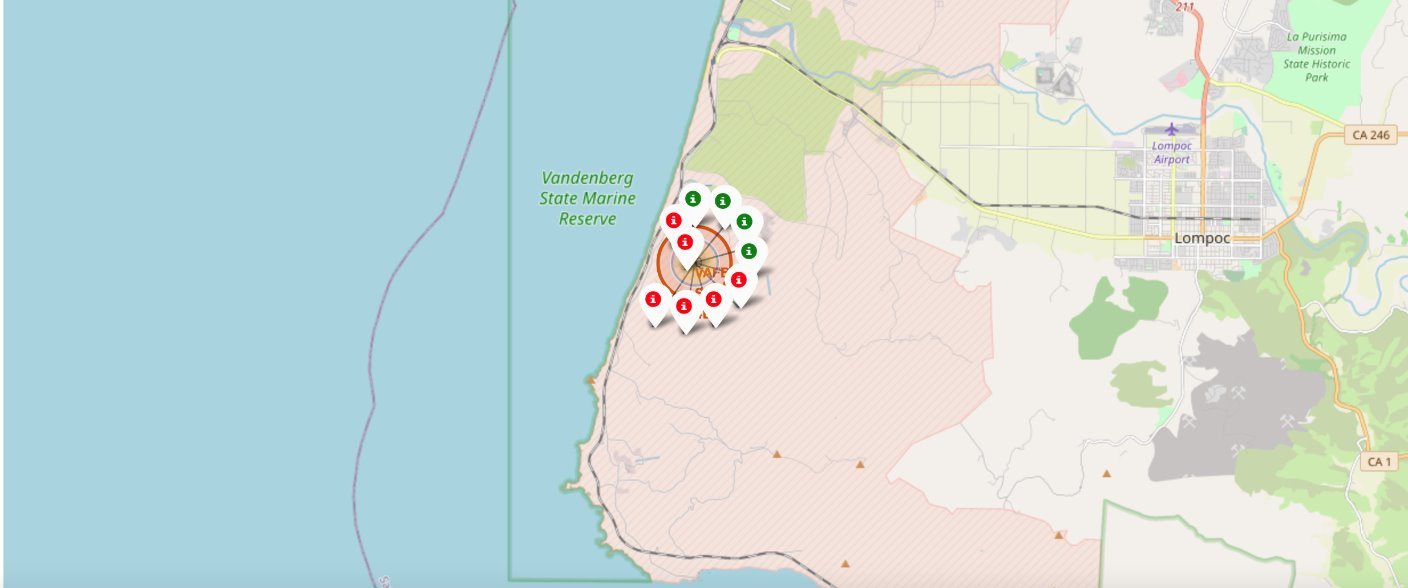 211
La Purisima
Mission
State Historic
Park
CA 246
Lompoc
Airport
Vandenberg
State Marine
Reserve
Lompoc
CA 1